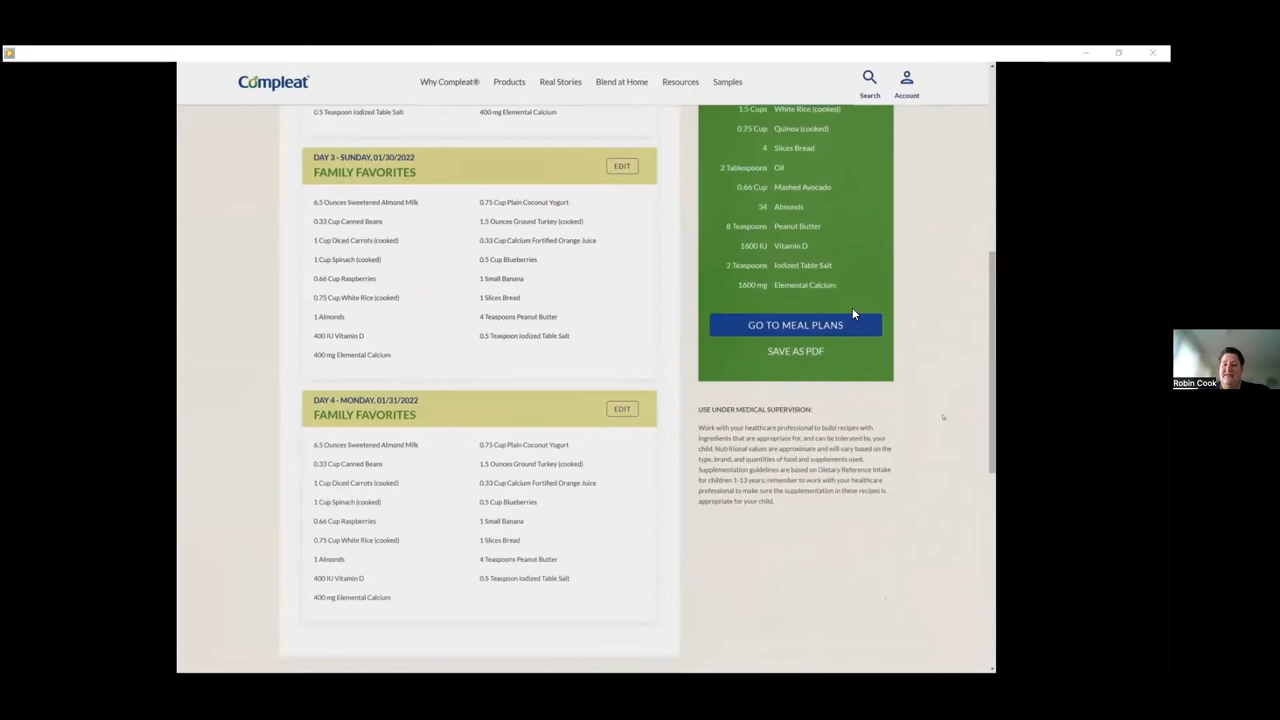 Compleat
Why Compleat®
Products
Real Stories
Blend at Home
Resources
Samples
Search
Account
0.5 Teaspoon Iodized Table Salt
400 mg Elemental Calcium
DAY 3 - SUNDAY, 01/30/2022
FAMILY FAVORITES
EDIT
6.5 Ounces Sweetened Almond Milk
0.75 Cup Plain Coconut Yogurt
0.33 Cup Canned Beans
1.5 Ounces Ground Turkey (cooked)
1 Cup Diced Carrots (cooked)
0.33 Cup Calcium Fortified Orange Juice
1 Cup Spinach (cooked)
0.5 Cup Blueberries
0.66 Cup Raspberries
1 Small Banana
0.75 Cup White Rice (cooked)
1 Slices Bread
1 Almonds
4 Teaspoons Peanut Butter
400 IU Vitamin D
0.5 Teaspoon Iodized Table Salt
400 mg Elemental Calcium
DAY 4 - MONDAY, 01/31/2022
FAMILY FAVORITES
EDIT
6.5 Ounces Sweetened Almond Milk
0.75 Cup Plain Coconut Yogurt
0.33 Cup Canned Beans
1.5 Ounces Ground Turkey (cooked)
1 Cup Diced Carrots (cooked)
0.33 Cup Calcium Fortified Orange Juice
1 Cup Spinach (cooked)
0.5 Cup Blueberries
0.66 Cup Raspberries
1 Small Banana
0.75 Cup White Rice (cooked)
1 Slices Bread
1 Almonds
4 Teaspoons Peanut Butter
400 IU Vitamin D
0.5 Teaspoon Iodized Table Salt
400 mg Elemental Calcium
1.5 Cups White Rice (cooked)
0.75 Cup Quinoa (cooked)
4 Slices Bread
2 Tablespoons Oil
0.66 Cup Mashed Avocado
34 Almonds
8 Teaspoons Peanut Butter
1600 IU Vitamin D
2 Teaspoons Iodized Table Salt
1600 mg Elemental Calcium
GO TO MEAL PLANS
SAVE AS PDF
USE UNDER MEDICAL SUPERVISION:
Work with your healthcare professional to build recipes with
ingredients that are appropriate for, and can be tolerated by, your
child. Nutritional values are approximate and will vary based on the
type, brand, and quantities of food and supplements used.
Supplementation guidelines are based on Dietary Reference Intake
for children 1-13 years; remember to work with your healthcare
professional to make sure the supplementation in these recipes is
appropriate for your child.
Robin Cook